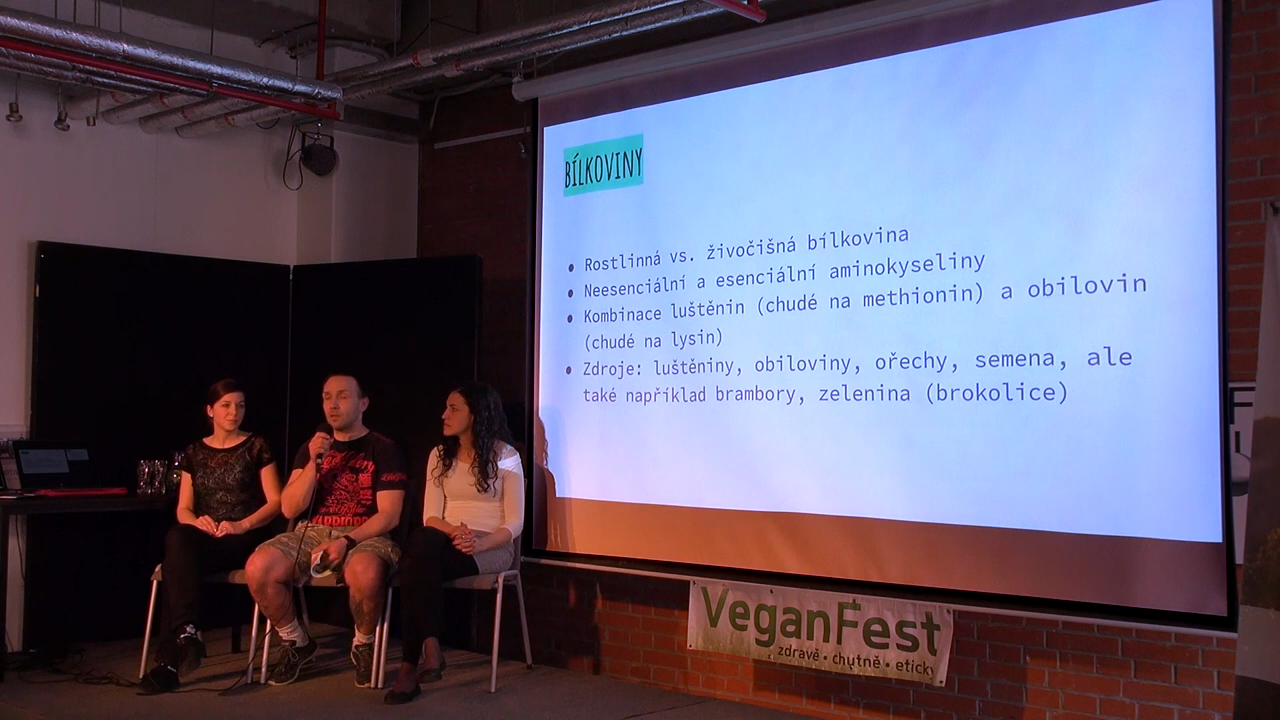 BÍLKOVINY
● Rostlinná vs. živočišná bílkovina
● Neesenciální a esenciální aminokyseliny
● Kombinace luštěnin (chudé na methionin) a obilovin
(chudé na lysin)
● Zdroje: luštěniny, obiloviny, ořechy, semena, ale
také například brambory, zelenina (brokolice)
VeganFest
zdravě • chutně • eticky